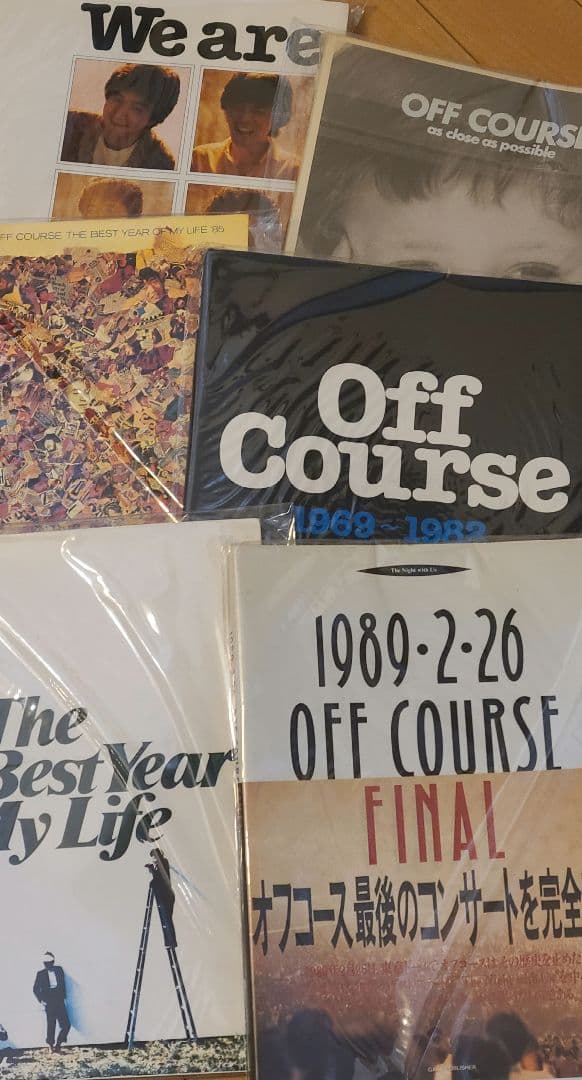 We are
OFF COURSE
as close as possible
OFF COURSE THE BEST YEAR OF MY LIFE '85
Off
Course
1969~1982
The Night with Us
1989・2・26
OFF COURSE
FINAL
オフコース最後のコンサートを完全
The
Best Year
My Life